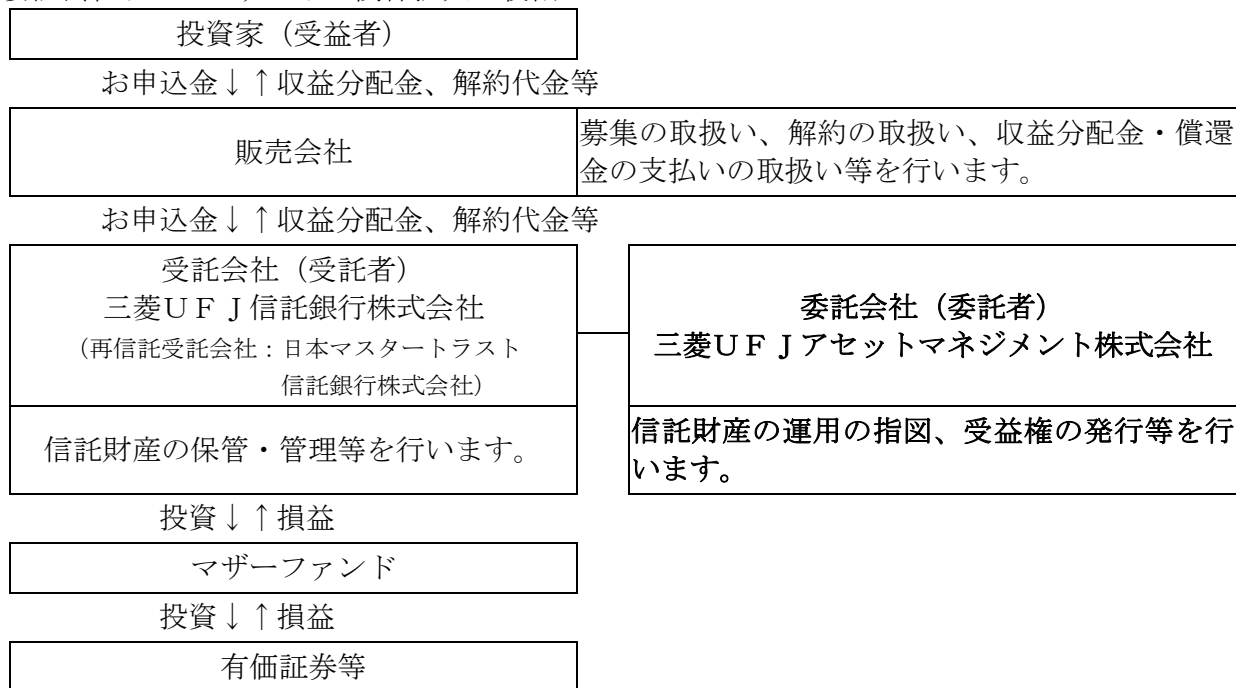 投資家（受益者）
お申込金↓↑収益分配金、解約代金等
販売会社
募集の取扱い、解約の取扱い、収益分配金・償還
金の支払いの取扱い等を行います。
お申込金↓↑収益分配金、解約代金等
受託会社（受託者）
三菱ＵＦＪ信託銀行株式会社
（再信託受託会社：日本マスタートラスト
信託銀行株式会社）
委託会社（委託者）
三菱ＵＦＪアセットマネジメント株式会社
信託財産の保管・管理等を行います。
信託財産の運用の指図、受益権の発行等を行
います。
投資↓↑損益
マザーファンド
投資↓↑損益
有価証券等